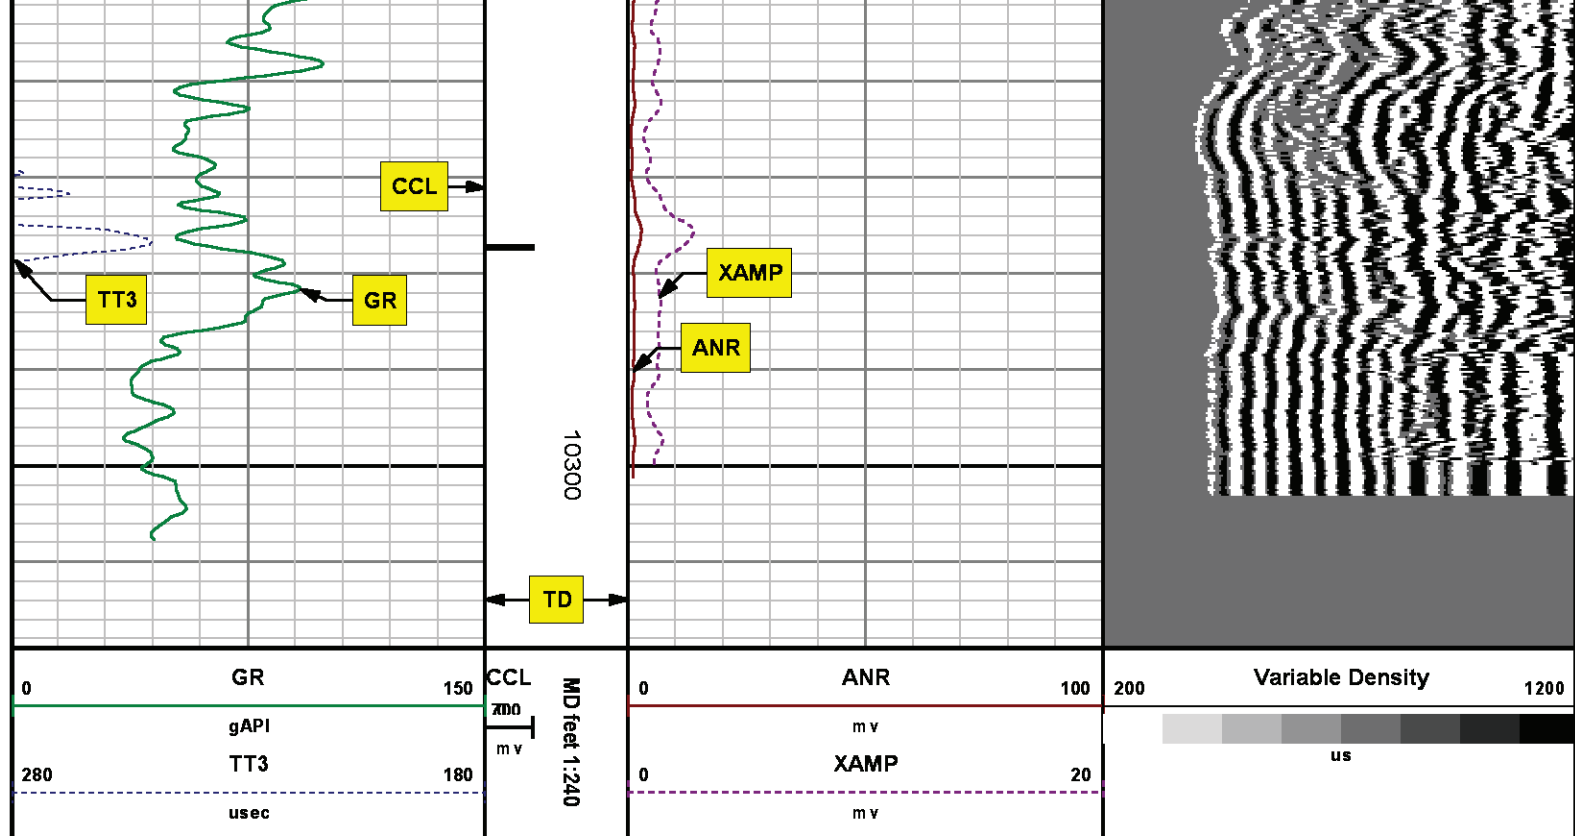 CCL
XAMP
TT3
GR
ANR
10300
TD
GR
0 150
gAPI
TT3
280 180
usec
CCL
mv
MD feet 1:240
ANR
0 100
mv
XAMP
0 20
mv
Variable Density
200 1200
us